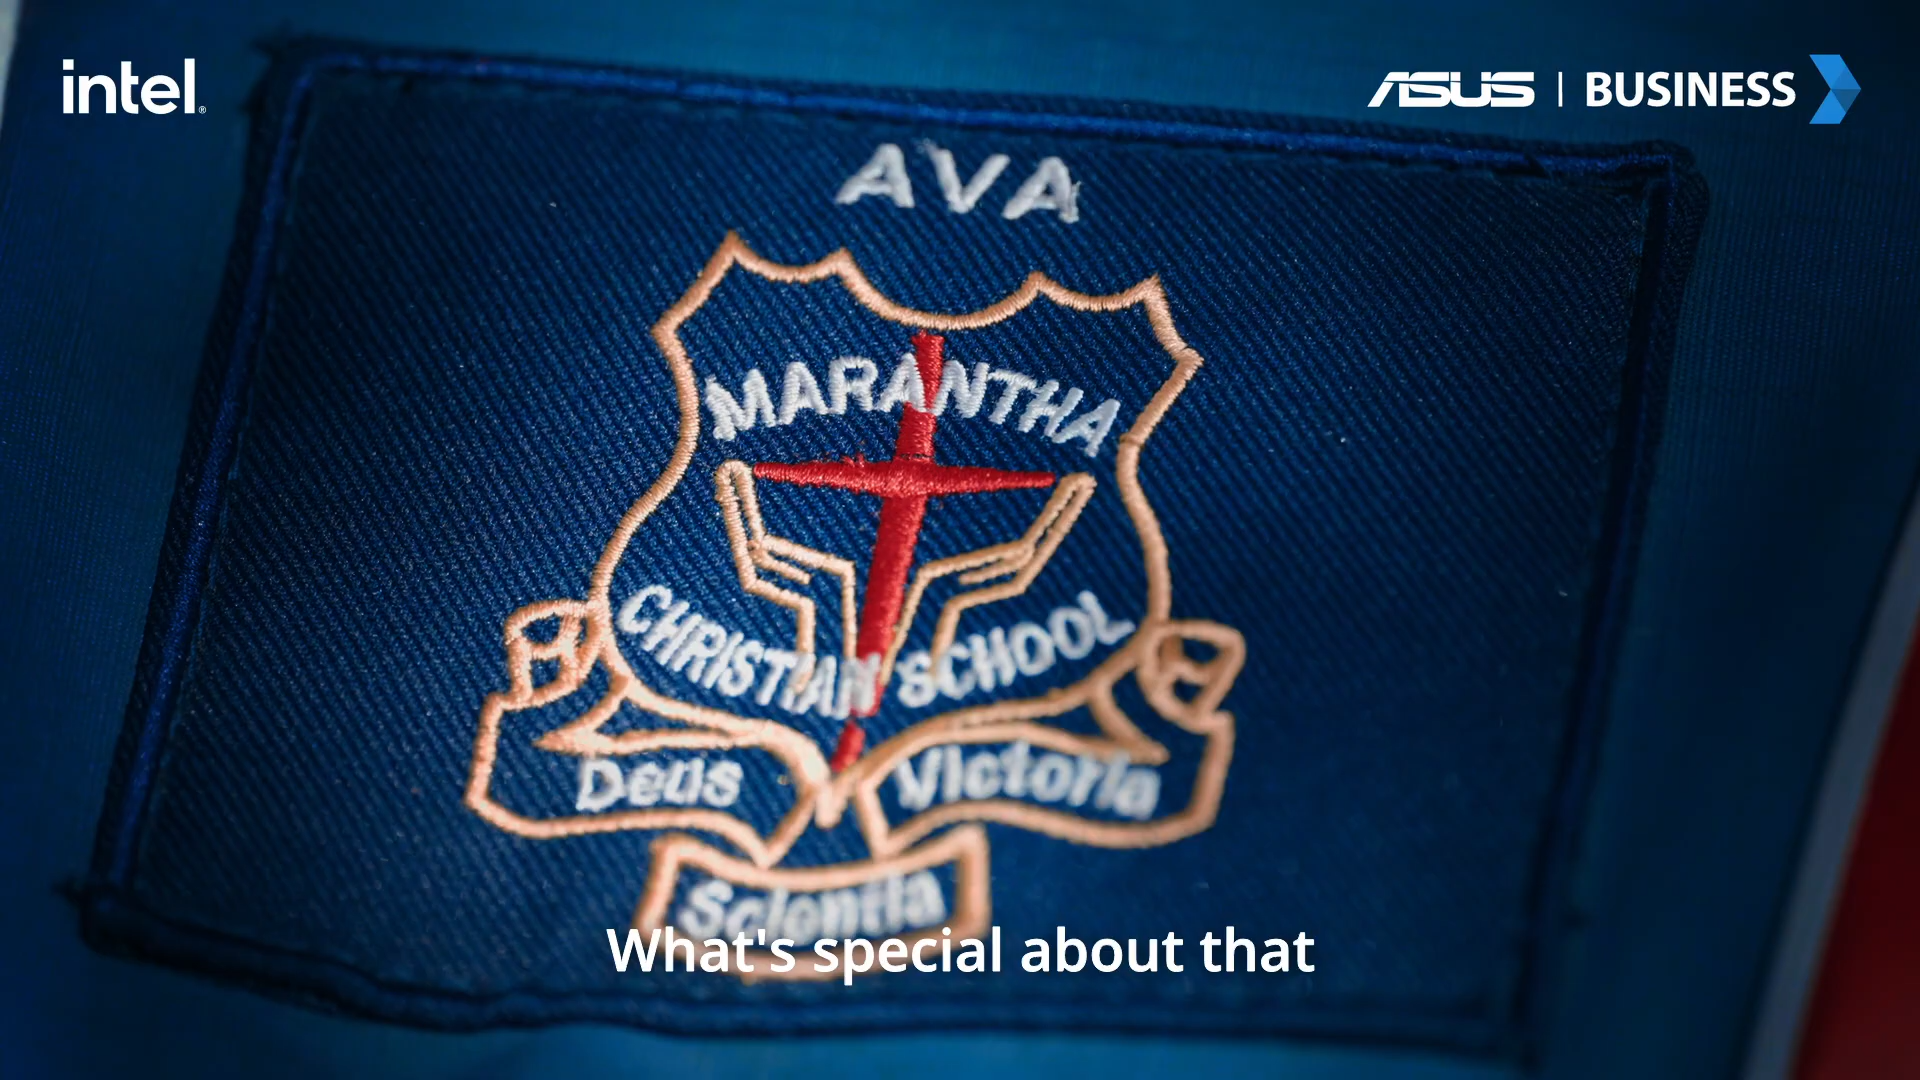 intel
ASUS | BUSINESS
AVA
MARANTHA
CHRISTIAN SCHOOL
Deus
Victoria
Scientia
What's special about that